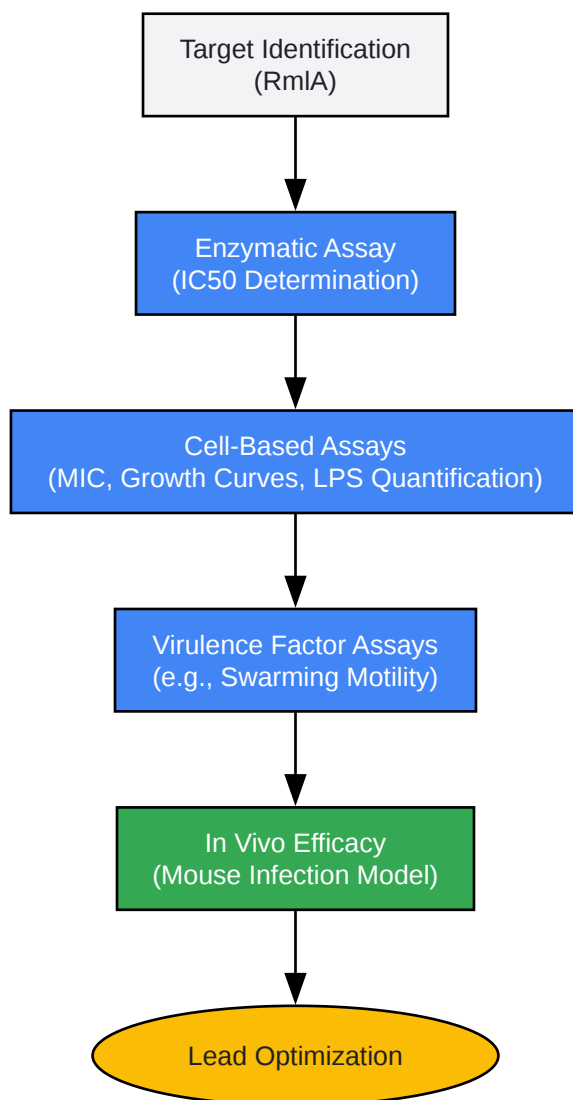 Target Identification
(RmlA)
Enzymatic Assay
(IC50 Determination)
Cell-Based Assays
(MIC, Growth Curves, LPS Quantification)
Virulence Factor Assays
(e.g., Swarming Motility)
In Vivo Efficacy
(Mouse Infection Model)
Lead Optimization